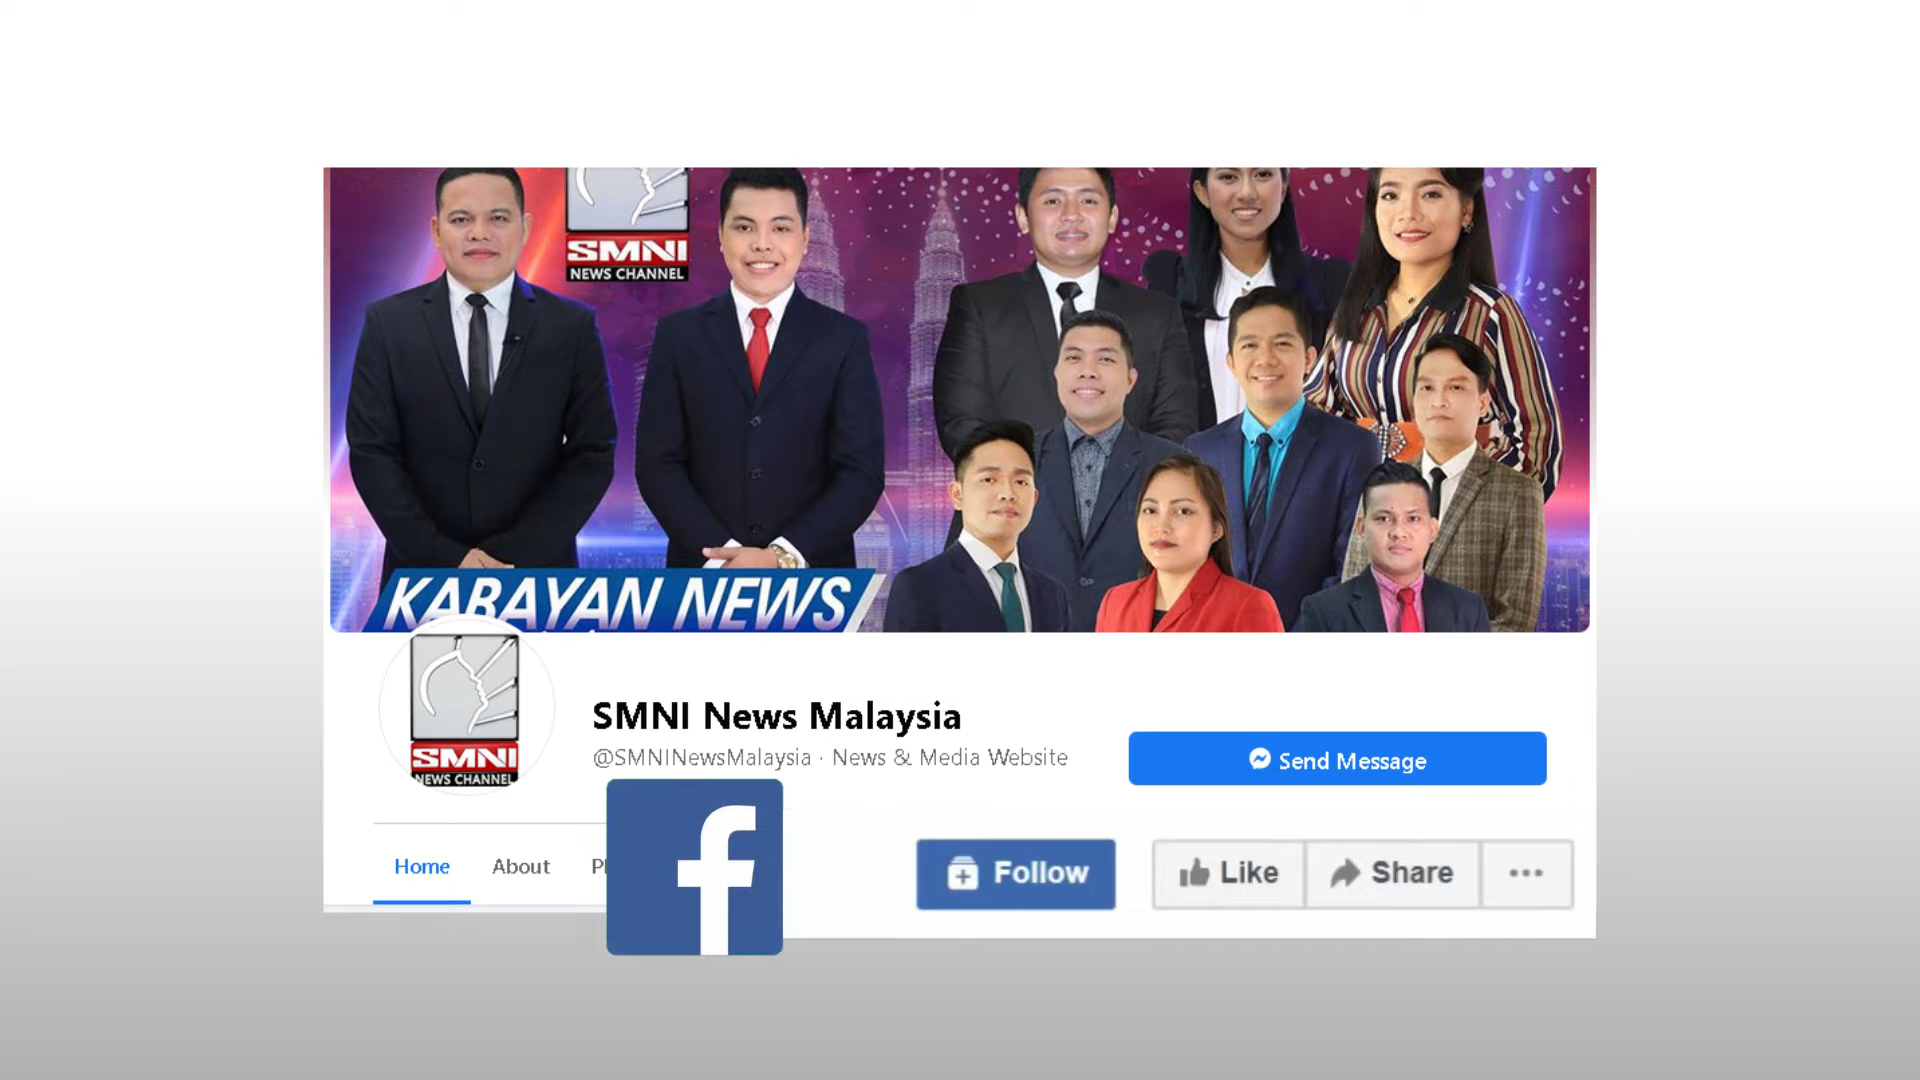 SMNI
NEWS CHANNEL
KABAYAN NEWS
SMNI
NEWS CHANNEL
SMNI News Malaysia
@SMNINewsMalaysia · News & Media Website
Send Message
Home About
Follow Like Share